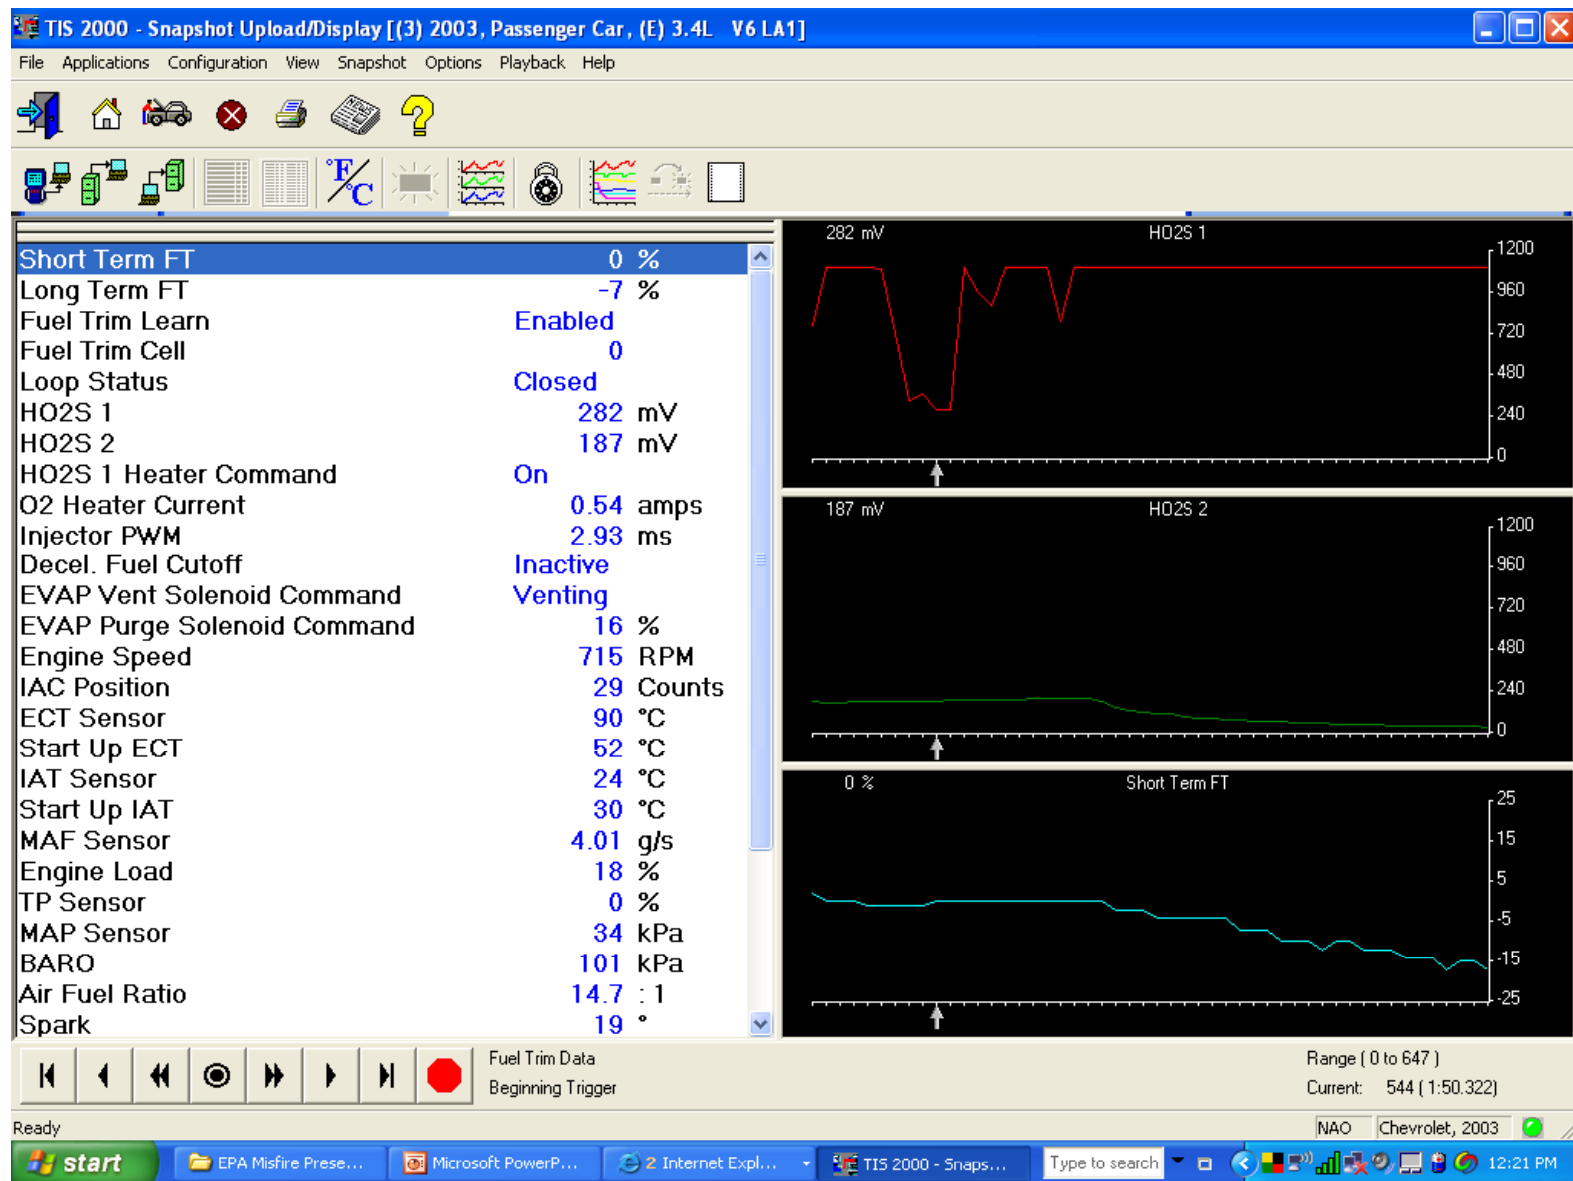 TIS 2000 - Snapshot Upload/Display [(3) 2003, Passenger Car, (E) 3.4L V6 LA1]
File Applications Configuration View Snapshot Options Playback Help
NEWS
°F/°C
Short Term FT 0 %
Long Term FT -7 %
Fuel Trim Learn Enabled
Fuel Trim Cell 0
Loop Status Closed
HO2S 1 282 mV
HO2S 2 187 mV
HO2S 1 Heater Command On
O2 Heater Current 0.54 amps
Injector PWM 2.93 ms
Decel. Fuel Cutoff Inactive
EVAP Vent Solenoid Command Venting
EVAP Purge Solenoid Command 16 %
Engine Speed 715 RPM
IAC Position 29 Counts
ECT Sensor 90 °C
Start Up ECT 52 °C
IAT Sensor 24 °C
Start Up IAT 30 °C
MAF Sensor 4.01 g/s
Engine Load 18 %
TP Sensor 0 %
MAP Sensor 34 kPa
BARO 101 kPa
Air Fuel Ratio 14.7 : 1
Spark 19 °
282 mV HO2S 1
1200
960
720
480
240
0
187 mV HO2S 2
1200
960
720
480
240
0
0 % Short Term FT
25
15
5
-5
-15
-25
Fuel Trim Data
Beginning Trigger
Range ( 0 to 647 )
Current: 544 ( 1:50.322)
Ready
NAO Chevrolet, 2003
start EPA Misfire Prese... Microsoft PowerP... 2 Internet Expl... TIS 2000 - Snaps... Type to search 12:21 PM